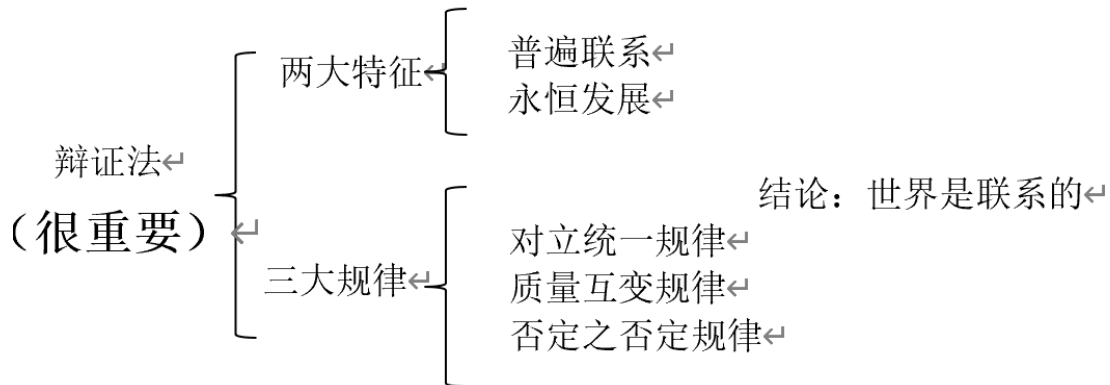 辩证法
（很重要）
两大特征
普遍联系
永恒发展
三大规律
对立统一规律
质量互变规律
否定之否定规律
结论：世界是联系的